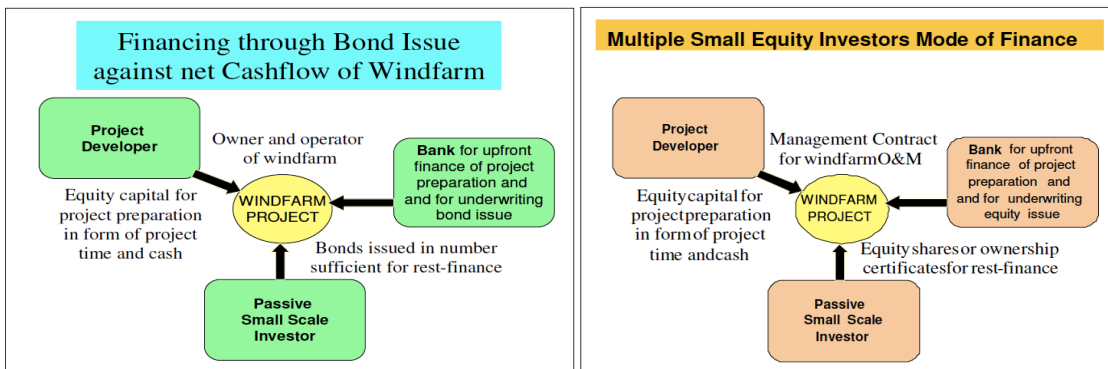 Financing through Bond Issue
against net Cashflow of Windfarm
Project
Developer
Owner and operator
of windfarm
Bank for upfront
finance of project
preparation and
and for underwriting
bond issue
Equity capital for
project preparation
in form of project
time and cash
WINDFARM
PROJECT
Bonds issued in number
sufficient for rest-finance
Passive
Small Scale
Investor
Multiple Small Equity Investors Mode of Finance
Project
Developer
Management Contract
for windfarmO&M
Bank for upfront
finance of project
preparation and
and for underwriting
equity issue
Equitycapital for
projectpreparation
in form of project
time andcash
WINDFARM
PROJECT
Equity shares or ownership
certificatesfor rest-finance
Passive
Small Scale
Investor